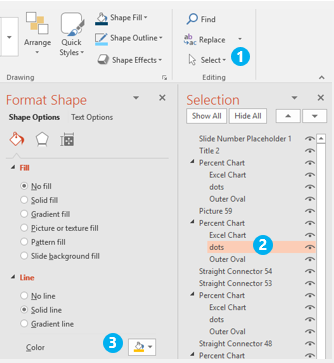 Arrange
Quick
Styles
Shape Fill
Shape Outline
Shape Effects
Find
Replace
Select
1
Drawing
Editing
Format Shape
Shape Options Text Options
Fill
No fill
Solid fill
Gradient fill
Picture or texture fill
Pattern fill
Slide background fill
Line
No line
Solid line
Gradient line
Color 3
Selection
Show All Hide All
Slide Number Placeholder 1
Title 2
Percent Chart
Excel Chart
dots
Outer Oval
Picture 59
Percent Chart
Excel Chart
dots 2
Outer Oval
Straight Connector 54
Straight Connector 53
Percent Chart
Excel Chart
dots
Outer Oval
Straight Connector 48
Percent Chart